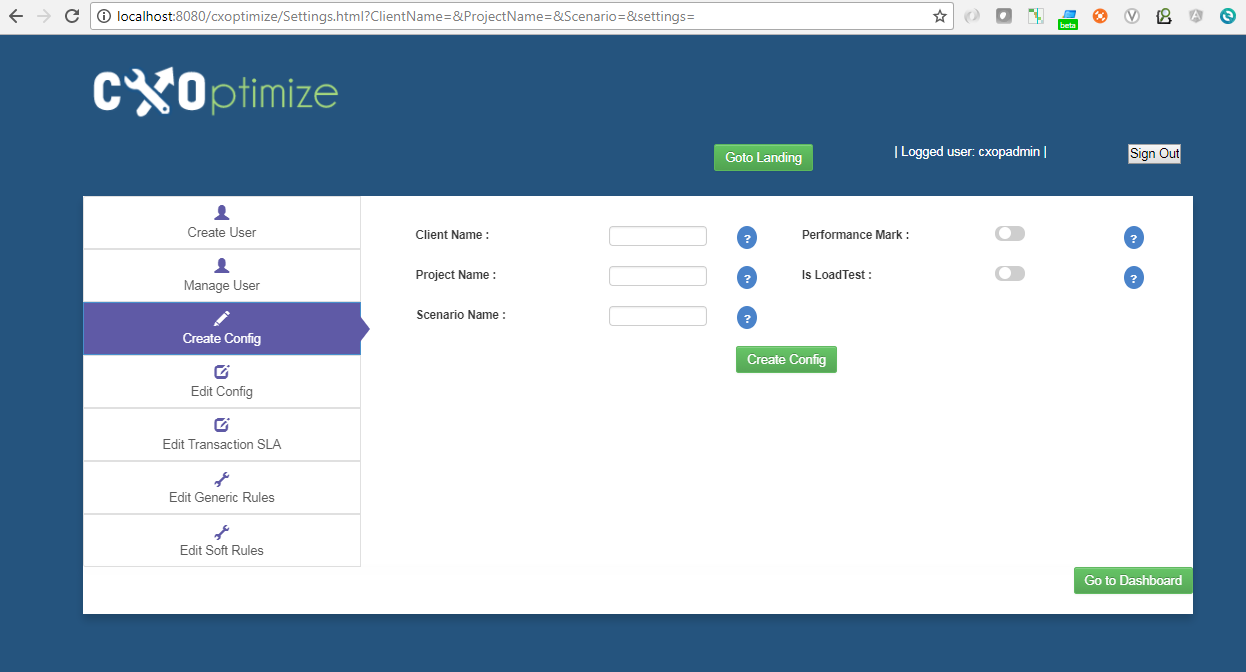 localhost:8080/cxoptimize/Settings.html?ClientName=&ProjectName=&Scenario=&settings=
beta
CXOptimize
Goto Landing
| Logged user: cxopadmin |
Sign Out
Create User
Manage User
Create Config
Edit Config
Edit Transaction SLA
Edit Generic Rules
Edit Soft Rules
Client Name :
?
Performance Mark :
?
Project Name :
?
Is LoadTest :
?
Scenario Name :
?
Create Config
Go to Dashboard